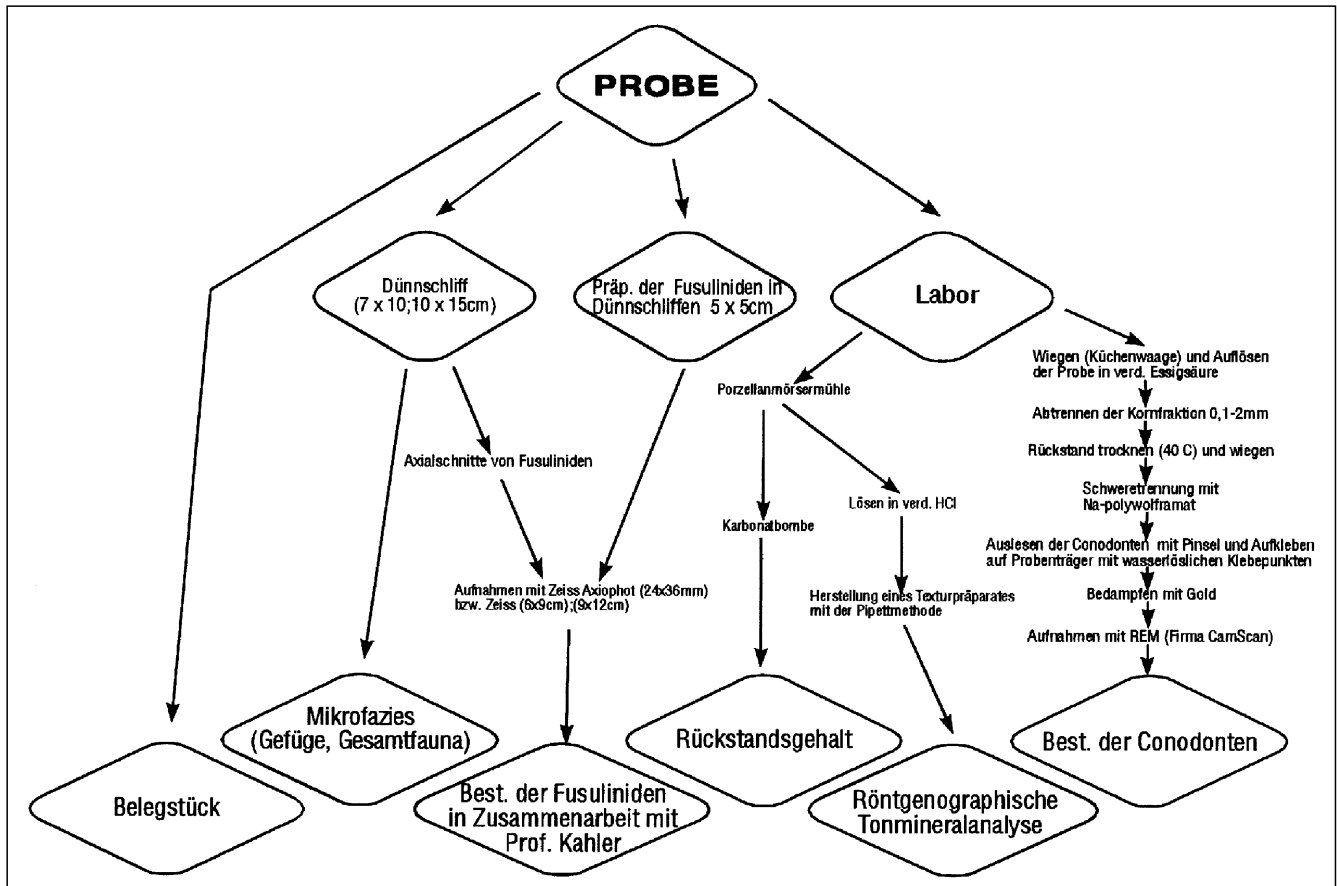 PROBE
Dünnschliff
(7 x 10;10 x 15cm)
Präp. der Fusuliniden in
Dünnschliffen 5 x 5cm
Labor
Wiegen (Küchenwaage) und Auflösen
der Probe in verd. Essigsäure
Porzellanmörsermühle
Abtrennen der Kornfraktion 0,1-2mm
Rückstand trocknen (40 C) und wiegen
Axialschnitte von Fusuliniden
Schweretrennung mit
Na-polywolframat
Lösen in verd. HCl
Karbonatbombe
Auslesen der Conodonten mit Pinsel und Aufkleben
auf Probenträger mit wasserlöslichen Klebepunkten
Aufnahmen mit Zeiss Axiophot (24x36mm)
bzw. Zeiss (6x9cm);(9x12cm)
Herstellung eines Texturpräparates
mit der Pipettmethode
Bedampfen mit Gold
Aufnahmen mit REM (Firma CamScan)
Mikrofazies
(Gefüge, Gesamtfauna)
Rückstandsgehalt
Best. der Conodonten
Belegstück
Best. der Fusuliniden
in Zusammenarbeit mit
Prof. Kahler
Röntgenographische
Tonmineralanalyse